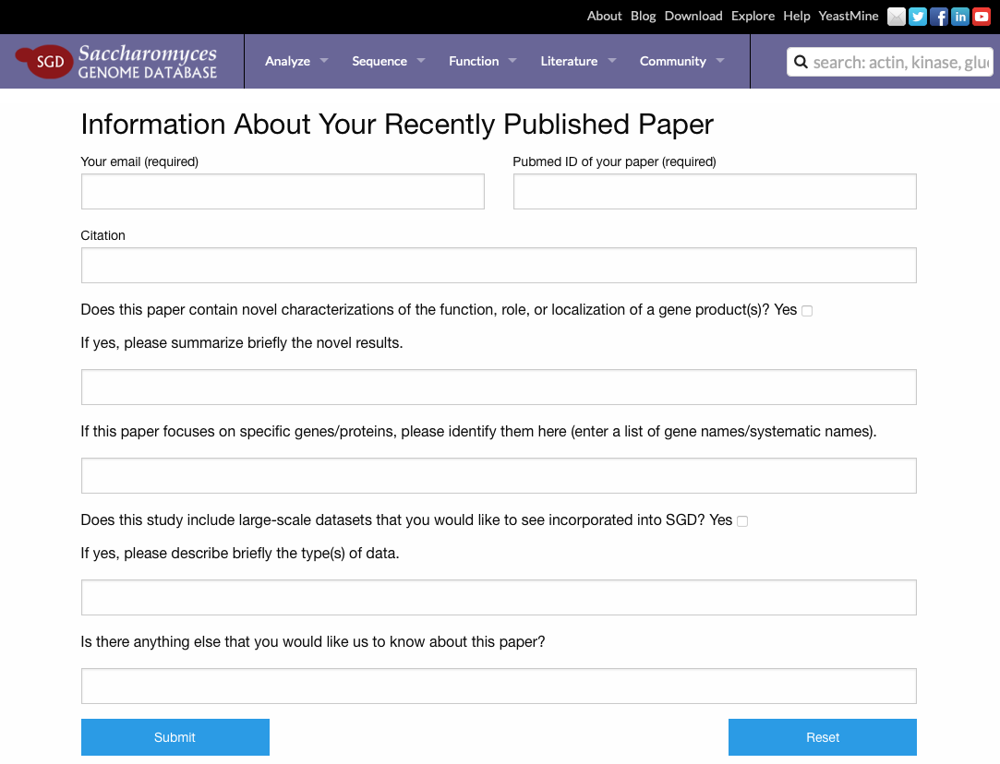 About Blog Download Explore Help YeastMine
SGD Saccharomyces GENOME DATABASE
Analyze Sequence Function Literature Community
search: actin, kinase, glu
Information About Your Recently Published Paper
Your email (required) Pubmed ID of your paper (required)
Citation
Does this paper contain novel characterizations of the function, role, or localization of a gene product(s)? Yes
If yes, please summarize briefly the novel results.
If this paper focuses on specific genes/proteins, please identify them here (enter a list of gene names/systematic names).
Does this study include large-scale datasets that you would like to see incorporated into SGD? Yes
If yes, please describe briefly the type(s) of data.
Is there anything else that you would like us to know about this paper?
Submit Reset